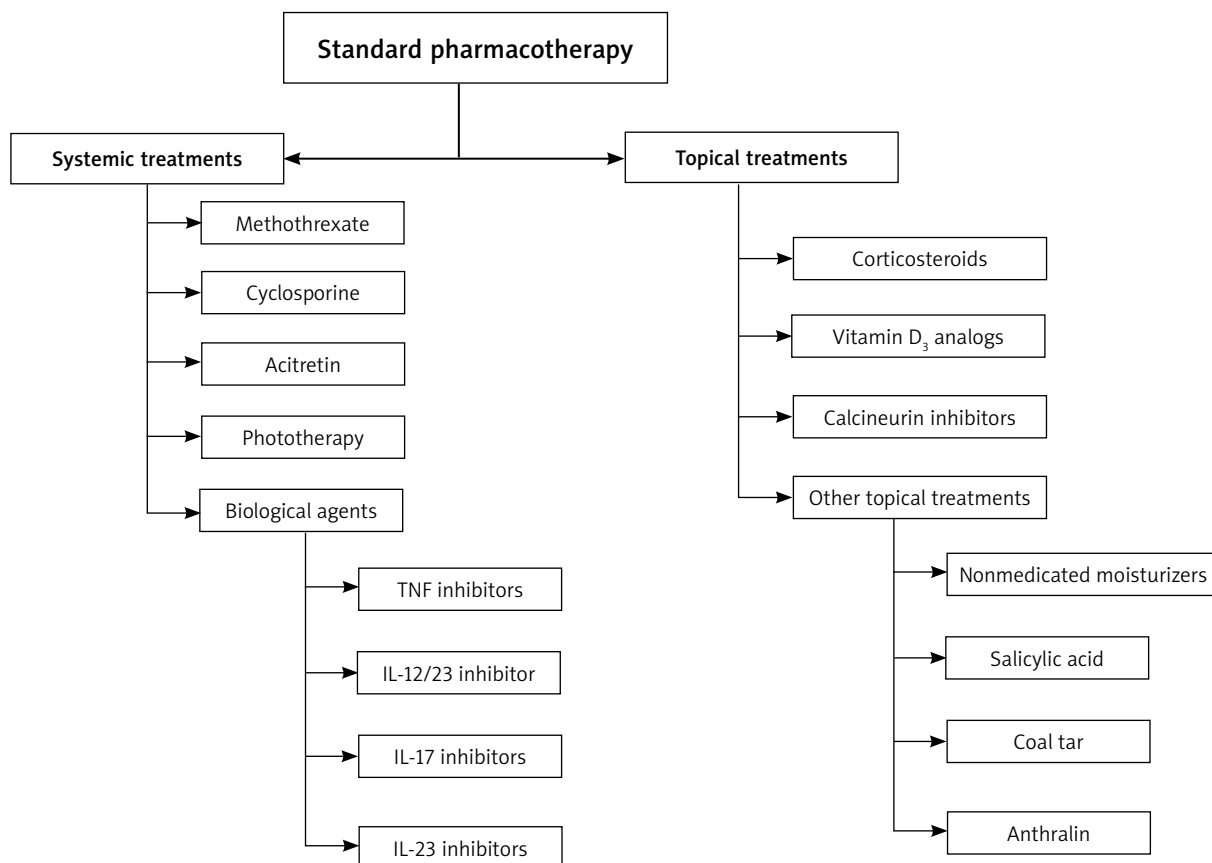 Standard pharmacotherapy
Systemic treatments
Methothrexate
Cyclosporine
Acitretin
Phototherapy
Biological agents
TNF inhibitors
IL-12/23 inhibitor
IL-17 inhibitors
IL-23 inhibitors
Topical treatments
Corticosteroids
Vitamin D₃ analogs
Calcineurin inhibitors
Other topical treatments
Nonmedicated moisturizers
Salicylic acid
Coal tar
Anthralin